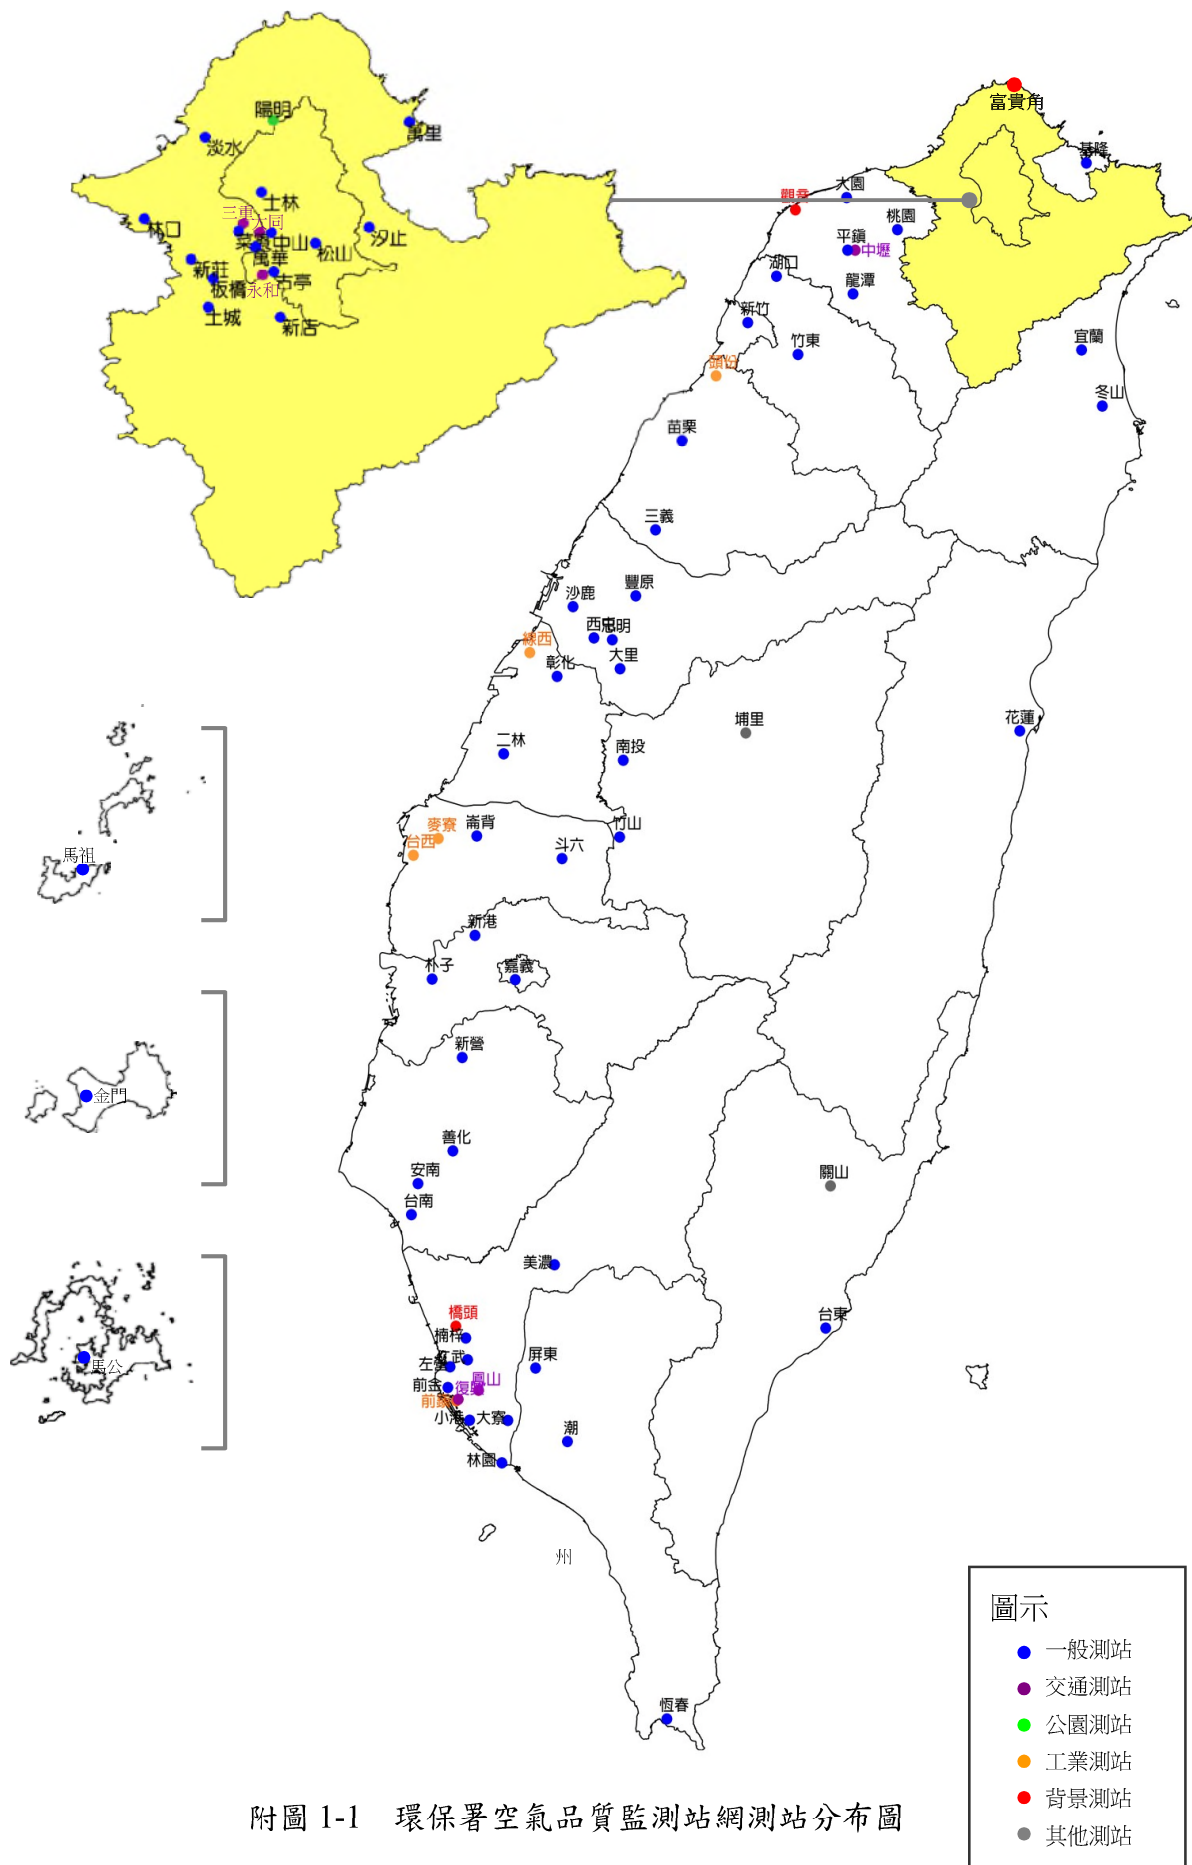 陽明
萬里
淡水
士林
三重
大同
林口
菜寮
中山
汐止
松山
萬華
新莊
板橋
永和
古亭
土城
新店
富貴角
基隆
大園
觀音
桃園
平鎮
中壢
湖口
龍潭
新竹
竹東
宜蘭
頭份
冬山
苗栗
三義
豐原
沙鹿
西屯
忠明
線西
大里
彰化
埔里
花蓮
二林
南投
麥寮
崙背
竹山
台西
斗六
馬祖
新港
朴子
嘉義
新營
金門
善化
安南
關山
台南
美濃
橋頭
台東
楠梓
仁武
左營
屏東
馬公
前金
復興
鳳山
前鎮
小港
大寮
潮
林園
州
恆春
圖示
一般測站
交通測站
公園測站
工業測站
背景測站
其他測站
附圖 1-1 環保署空氣品質監測站網測站分布圖